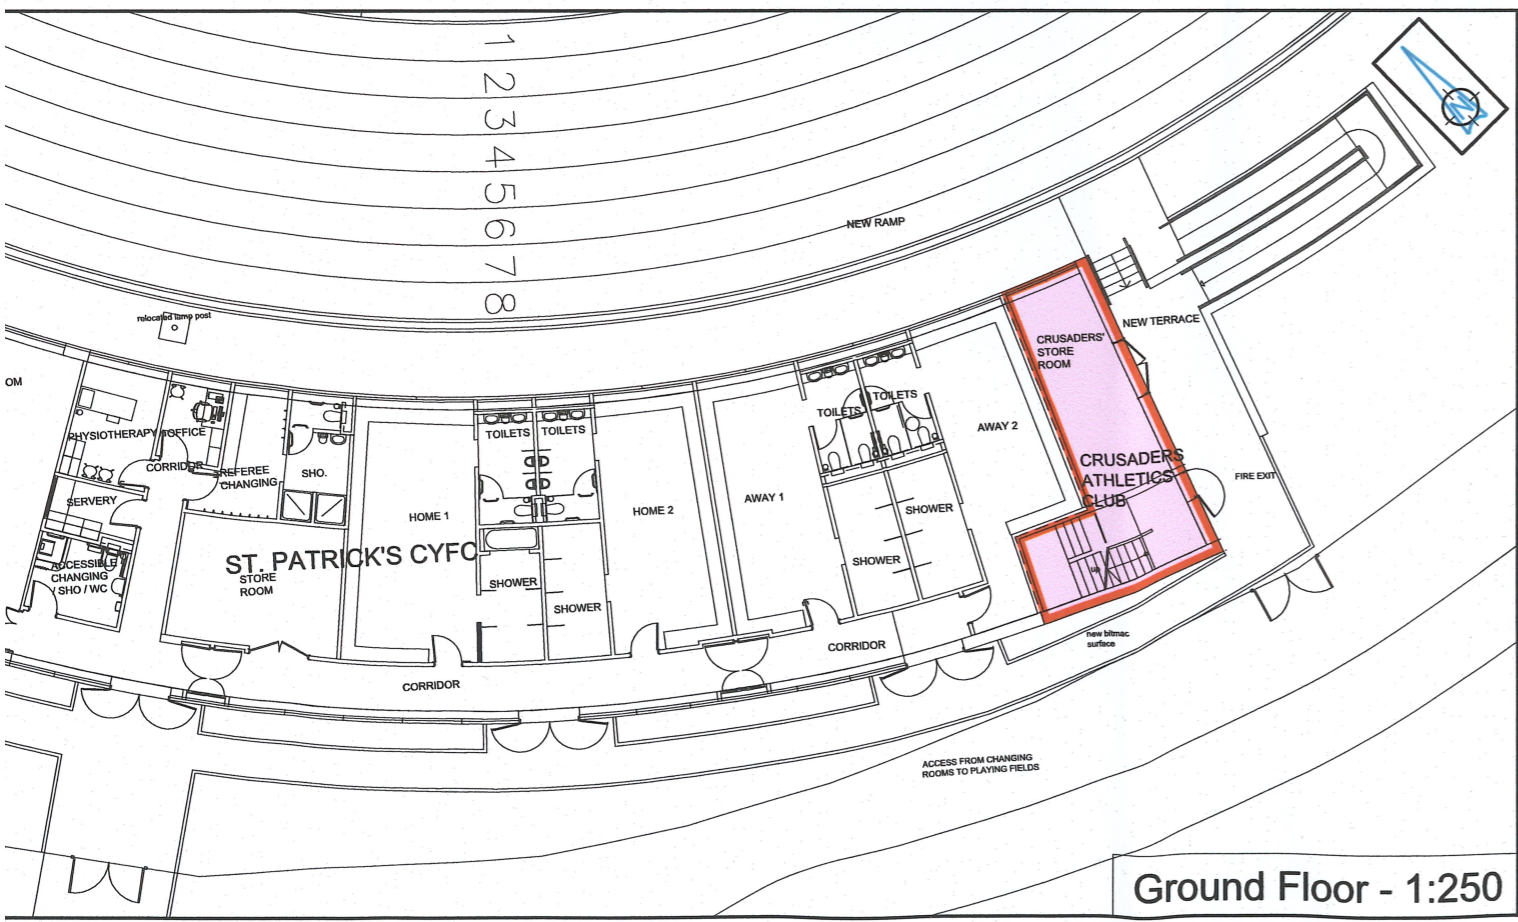 1
2
3
4
5
6
7
8
N
NEW RAMP
relocated lamp post
NEW TERRACE
OM
CRUSADERS'
STORE
ROOM
PHYSIOTHERAPY
OFFICE
CORRIDOR
REFEREE
CHANGING
SHO.
SERVERY
ACCESSIBLE
CHANGING
/ SHO / WC
HOME 1
TOILETS
TOILETS
HOME 2
AWAY 1
TOILETS
TOILETS
AWAY 2
CRUSADERS
ATHLETICS
CLUB
FIRE EXIT
ST. PATRICK'S CYFC
STORE
ROOM
SHOWER
SHOWER
SHOWER
SHOWER
up
new bitmac
surface
CORRIDOR
CORRIDOR
ACCESS FROM CHANGING
ROOMS TO PLAYING FIELDS
Ground Floor - 1:250